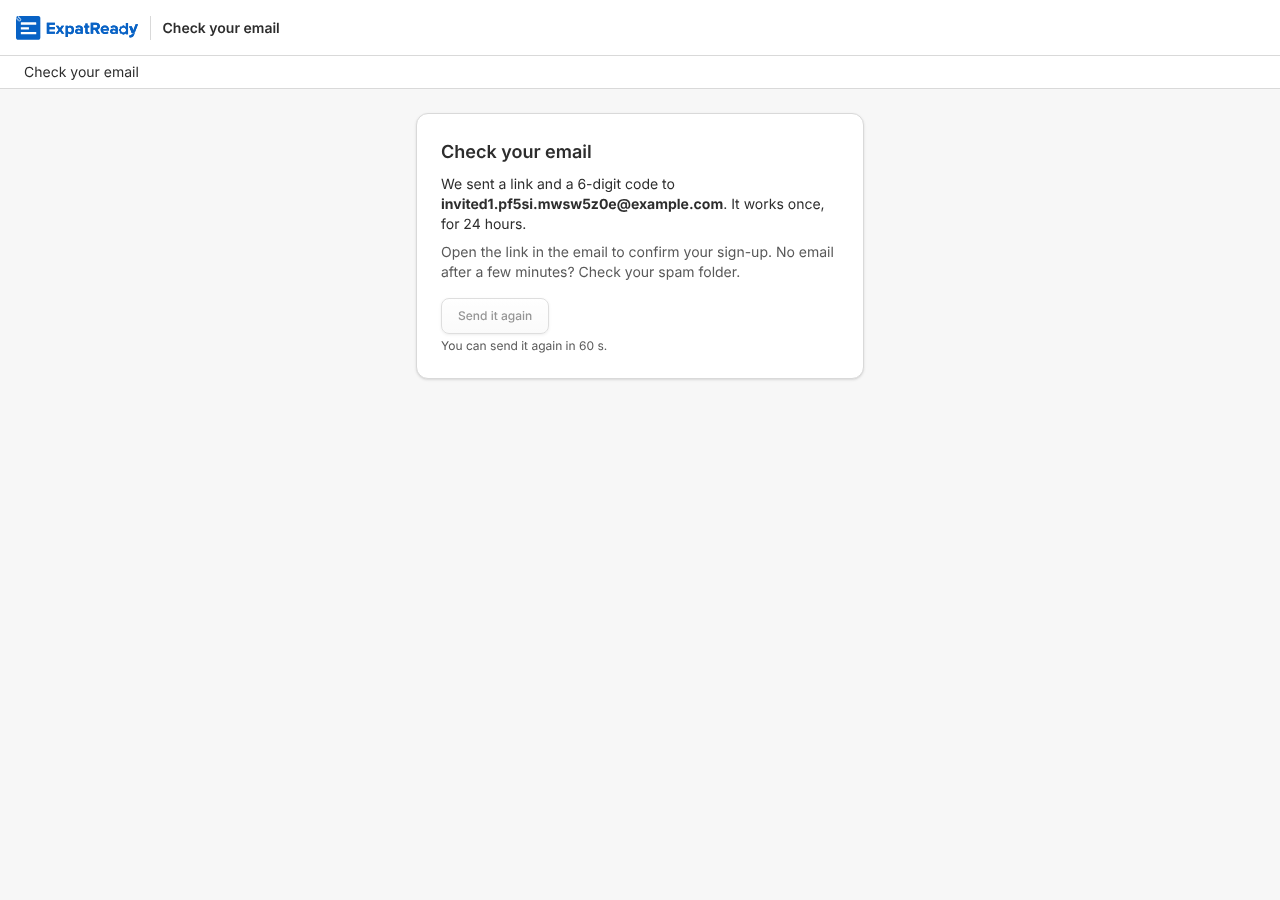 ExpatReady
Check your email
Check your email
Check your email
We sent a link and a 6-digit code to
invited1.pf5si.mwsw5z0e@example.com. It works once,
for 24 hours.
Open the link in the email to confirm your sign-up. No email
after a few minutes? Check your spam folder.
Send it again
You can send it again in 60 s.